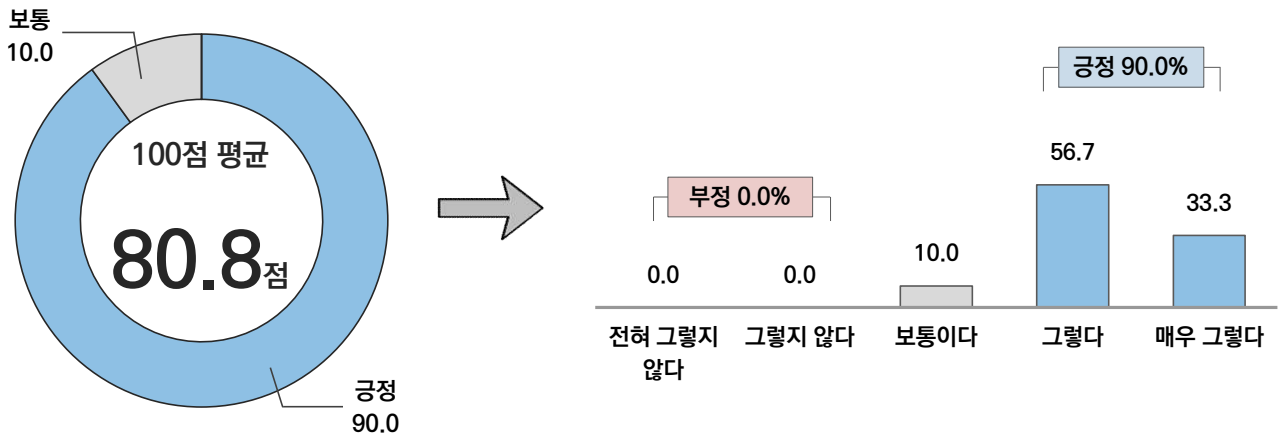 보통
10.0
100점 평균
80.8점
긍정
90.0
부정 0.0%
긍정 90.0%
0.0
0.0
10.0
56.7
33.3
전혀 그렇지
않다
그렇지 않다
보통이다
그렇다
매우 그렇다